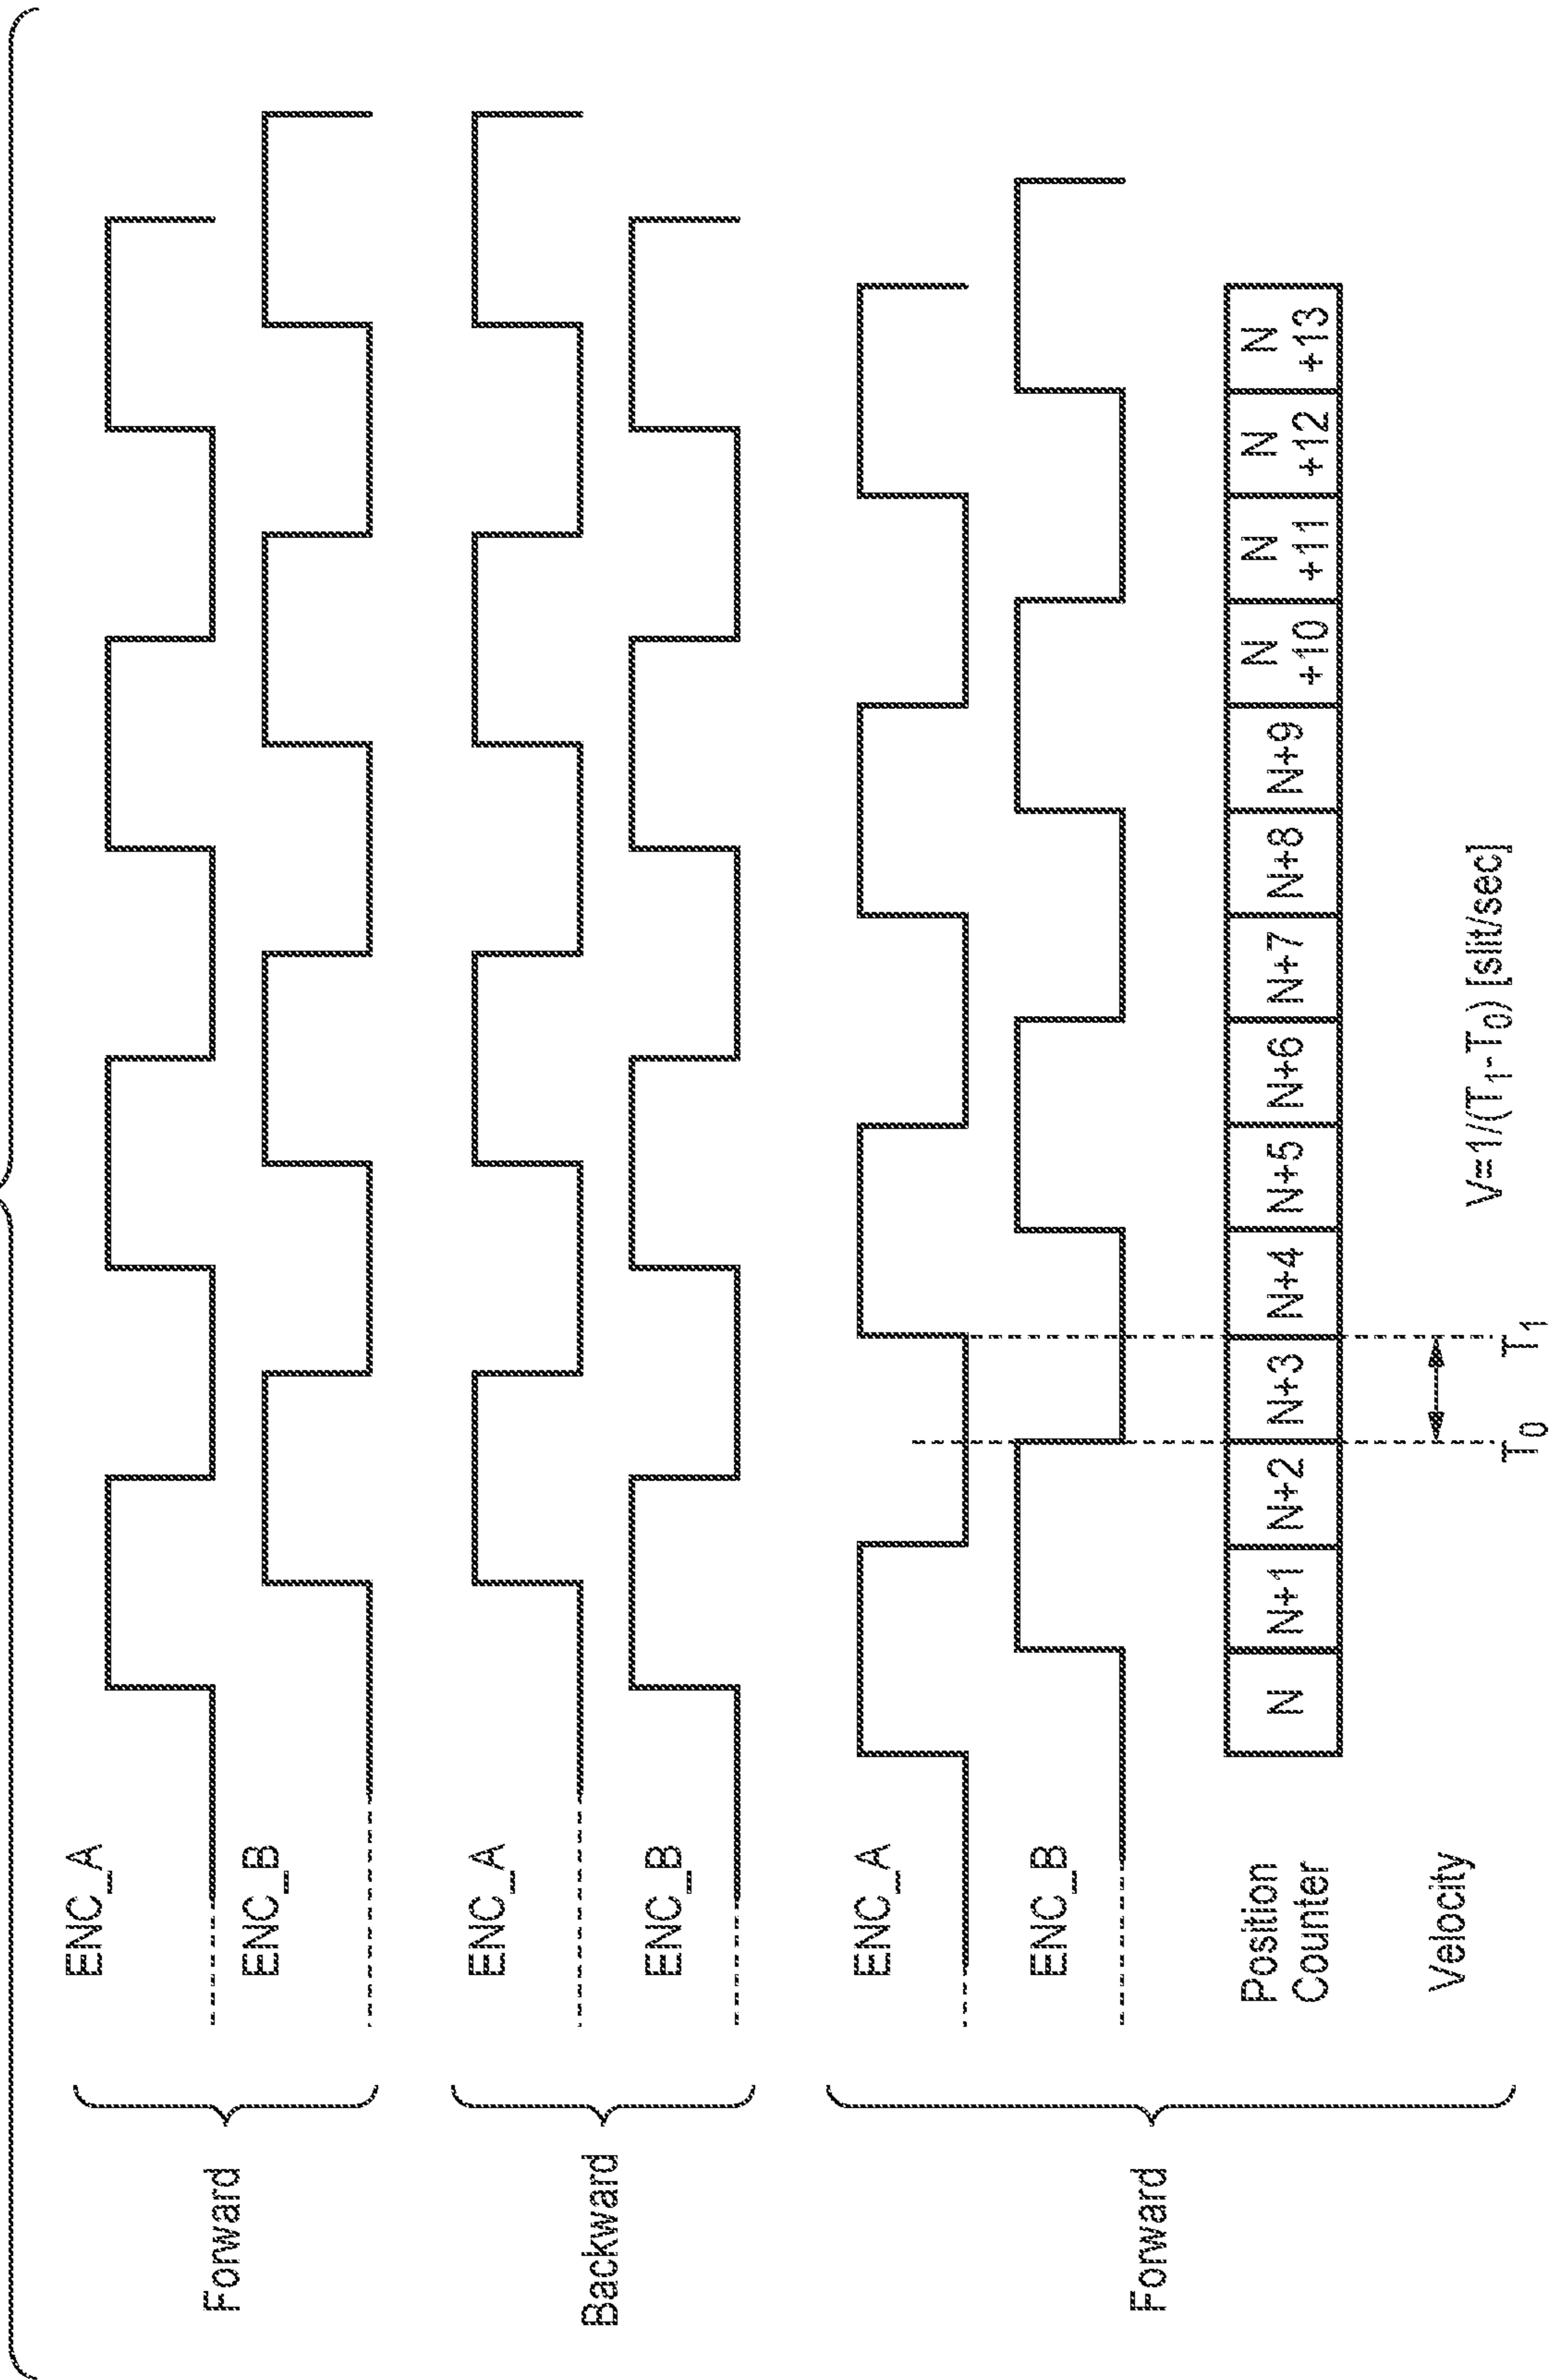 Forward
ENC_A
ENC_B
Backward
ENC_A
ENC_B
Forward
ENC_A
ENC_B
Position
Counter
N
N+1
N+2
N+3
N+4
N+5
N+6
N+7
N+8
N+9
N
+10
N
+11
N
+12
N
+13
Velocity
V=1/(T₁-T₀) [slit/sec]
T₀
T₁